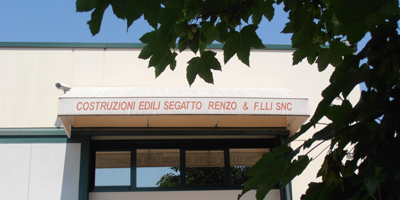 COSTRUZIONI EDILI SEGATTO RENZO & F.LLI SNC